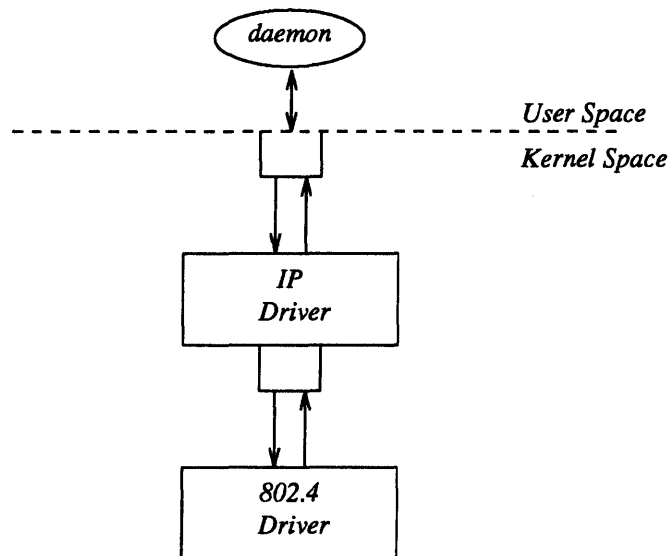 daemon
User Space
Kernel Space
IP
Driver
802.4
Driver